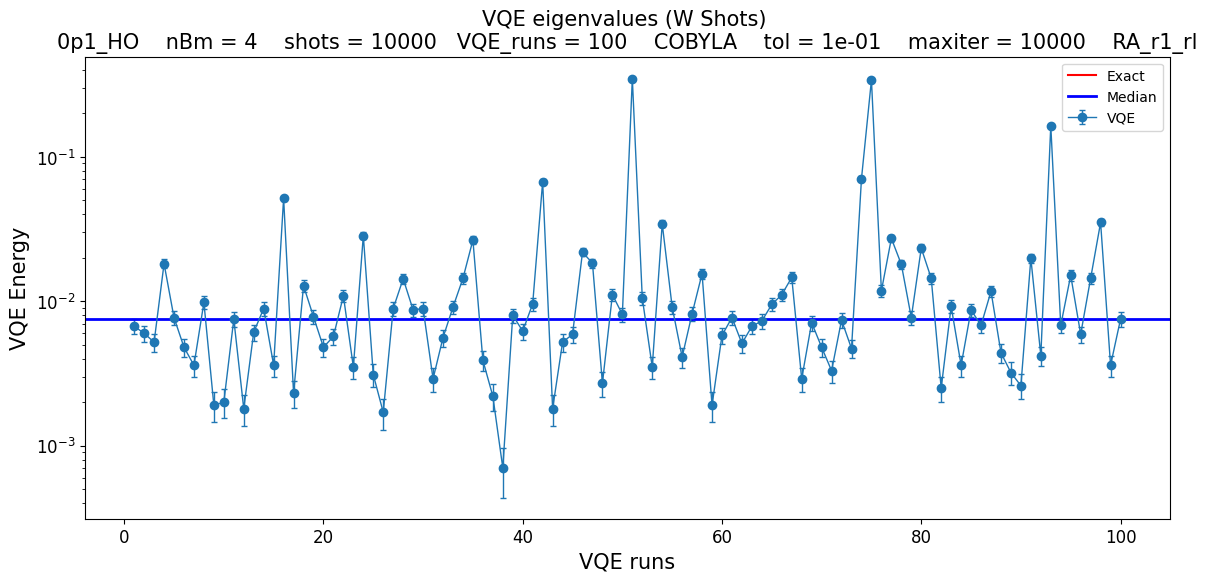 VQE eigenvalues (W Shots)
0p1_HO nBm = 4 shots = 10000 VQE_runs = 100 COBYLA tol = 1e-01 maxiter = 10000 RA_r1_rl
Exact
Median
VQE
VQE Energy
10⁻¹
10⁻²
10⁻³
0 20 40 60 80 100
VQE runs